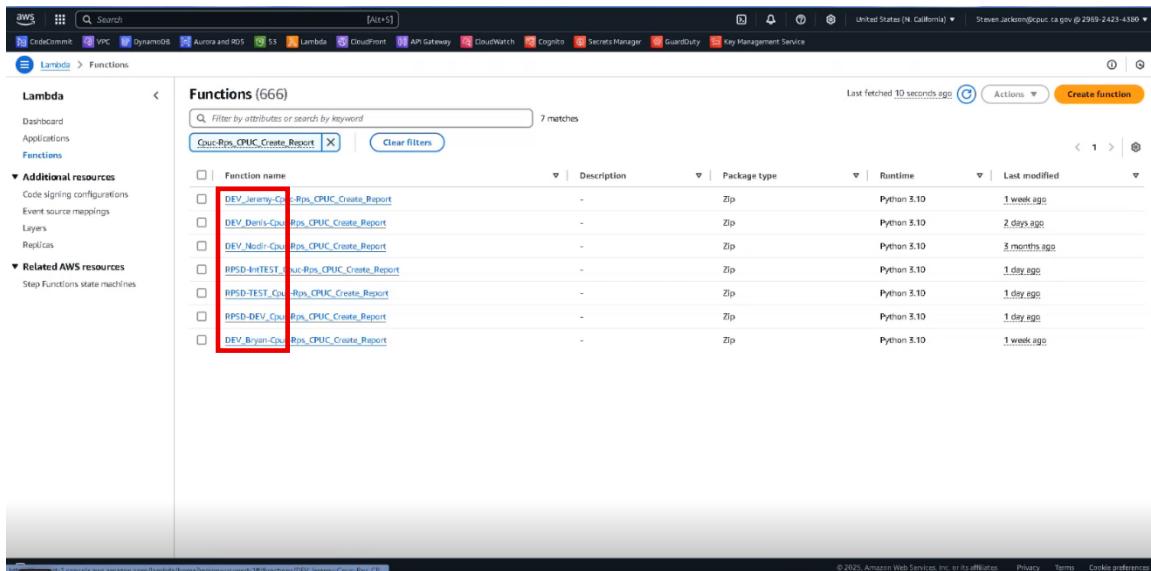 aws Search [Alt+S] United States (N. California) Steven.Jackson@cpuc.ca.gov @ 2969-2423-4380
CodeCommit VPC DynamoDB Aurora and RDS S3 Lambda CloudFront API Gateway CloudWatch Cognito Secrets Manager GuardDuty Key Management Service
Lambda > Functions
Lambda
Dashboard
Applications
Functions
Additional resources
Code signing configurations
Event source mappings
Layers
Replicas
Related AWS resources
Step Functions state machines
Functions (666)
Last fetched 10 seconds ago Actions Create function
Filter by attributes or search by keyword 7 matches
Cpuc-Rps_CPUC_Create_Report Clear filters
1
Function name Description Package type Runtime Last modified
DEV_Jeremy-Cpuc-Rps_CPUC_Create_Report - Zip Python 3.10 1 week ago
DEV_Denis-Cpuc-Rps_CPUC_Create_Report - Zip Python 3.10 2 days ago
DEV_Nodir-Cpuc-Rps_CPUC_Create_Report - Zip Python 3.10 3 months ago
RPSD-IntTEST_Cpuc-Rps_CPUC_Create_Report - Zip Python 3.10 1 day ago
RPSD-TEST_Cpuc-Rps_CPUC_Create_Report - Zip Python 3.10 1 day ago
RPSD-DEV_Cpuc-Rps_CPUC_Create_Report - Zip Python 3.10 1 day ago
DEV_Bryan-Cpuc-Rps_CPUC_Create_Report - Zip Python 3.10 1 week ago
© 2025, Amazon Web Services, Inc. or its affiliates. Privacy Terms Cookie preferences